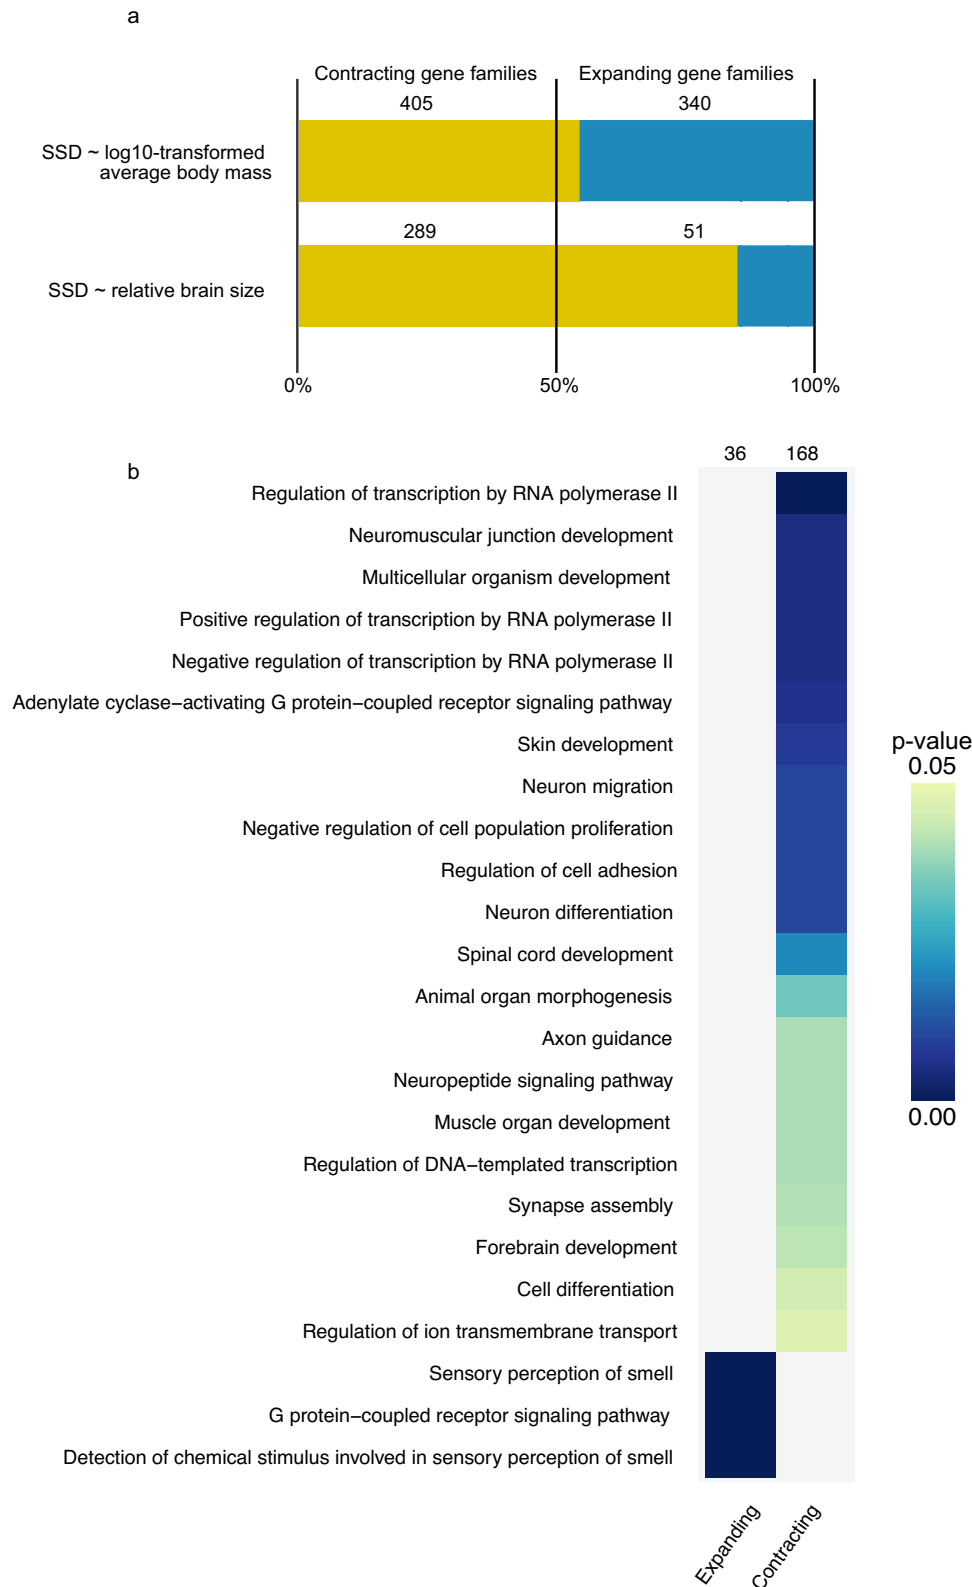 a
Contracting gene families
Expanding gene families
405
340
SSD ~ log10-transformed
average body mass
289
51
SSD ~ relative brain size
0%
50%
100%
b
36
168
Regulation of transcription by RNA polymerase II
Neuromuscular junction development
Multicellular organism development
Positive regulation of transcription by RNA polymerase II
Negative regulation of transcription by RNA polymerase II
Adenylate cyclase−activating G protein−coupled receptor signaling pathway
Skin development
Neuron migration
Negative regulation of cell population proliferation
Regulation of cell adhesion
Neuron differentiation
Spinal cord development
Animal organ morphogenesis
Axon guidance
Neuropeptide signaling pathway
Muscle organ development
Regulation of DNA−templated transcription
Synapse assembly
Forebrain development
Cell differentiation
Regulation of ion transmembrane transport
Sensory perception of smell
G protein−coupled receptor signaling pathway
Detection of chemical stimulus involved in sensory perception of smell
p-value
0.05
0.00
Expanding
Contracting